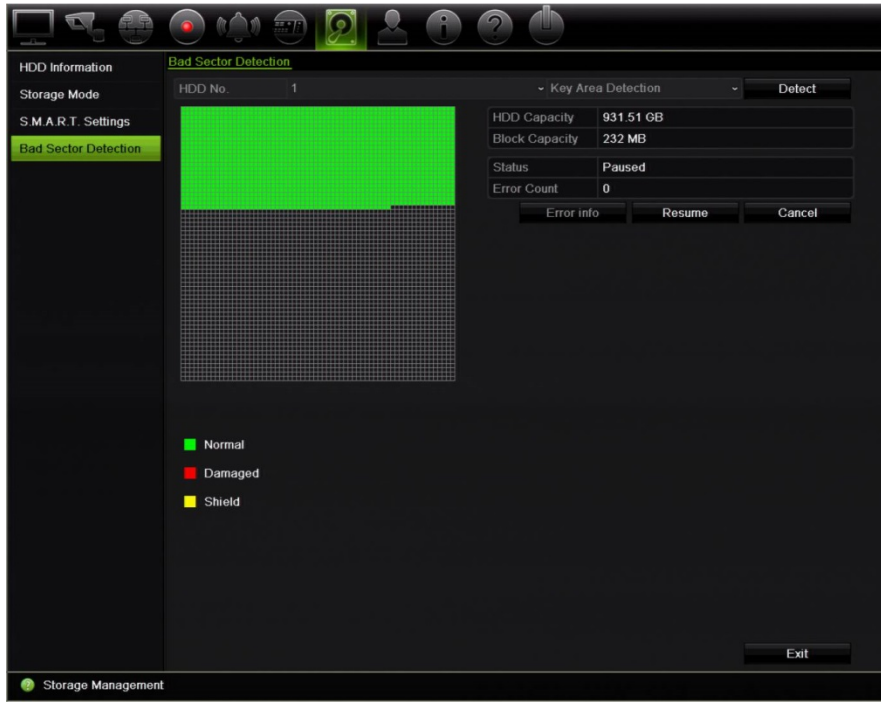 HDD Information
Storage Mode
S.M.A.R.T. Settings
Bad Sector Detection
Bad Sector Detection
HDD No. 1 Key Area Detection Detect
HDD Capacity 931.51 GB
Block Capacity 232 MB
Status Paused
Error Count 0
Error info Resume Cancel
Normal
Damaged
Shield
Exit
Storage Management